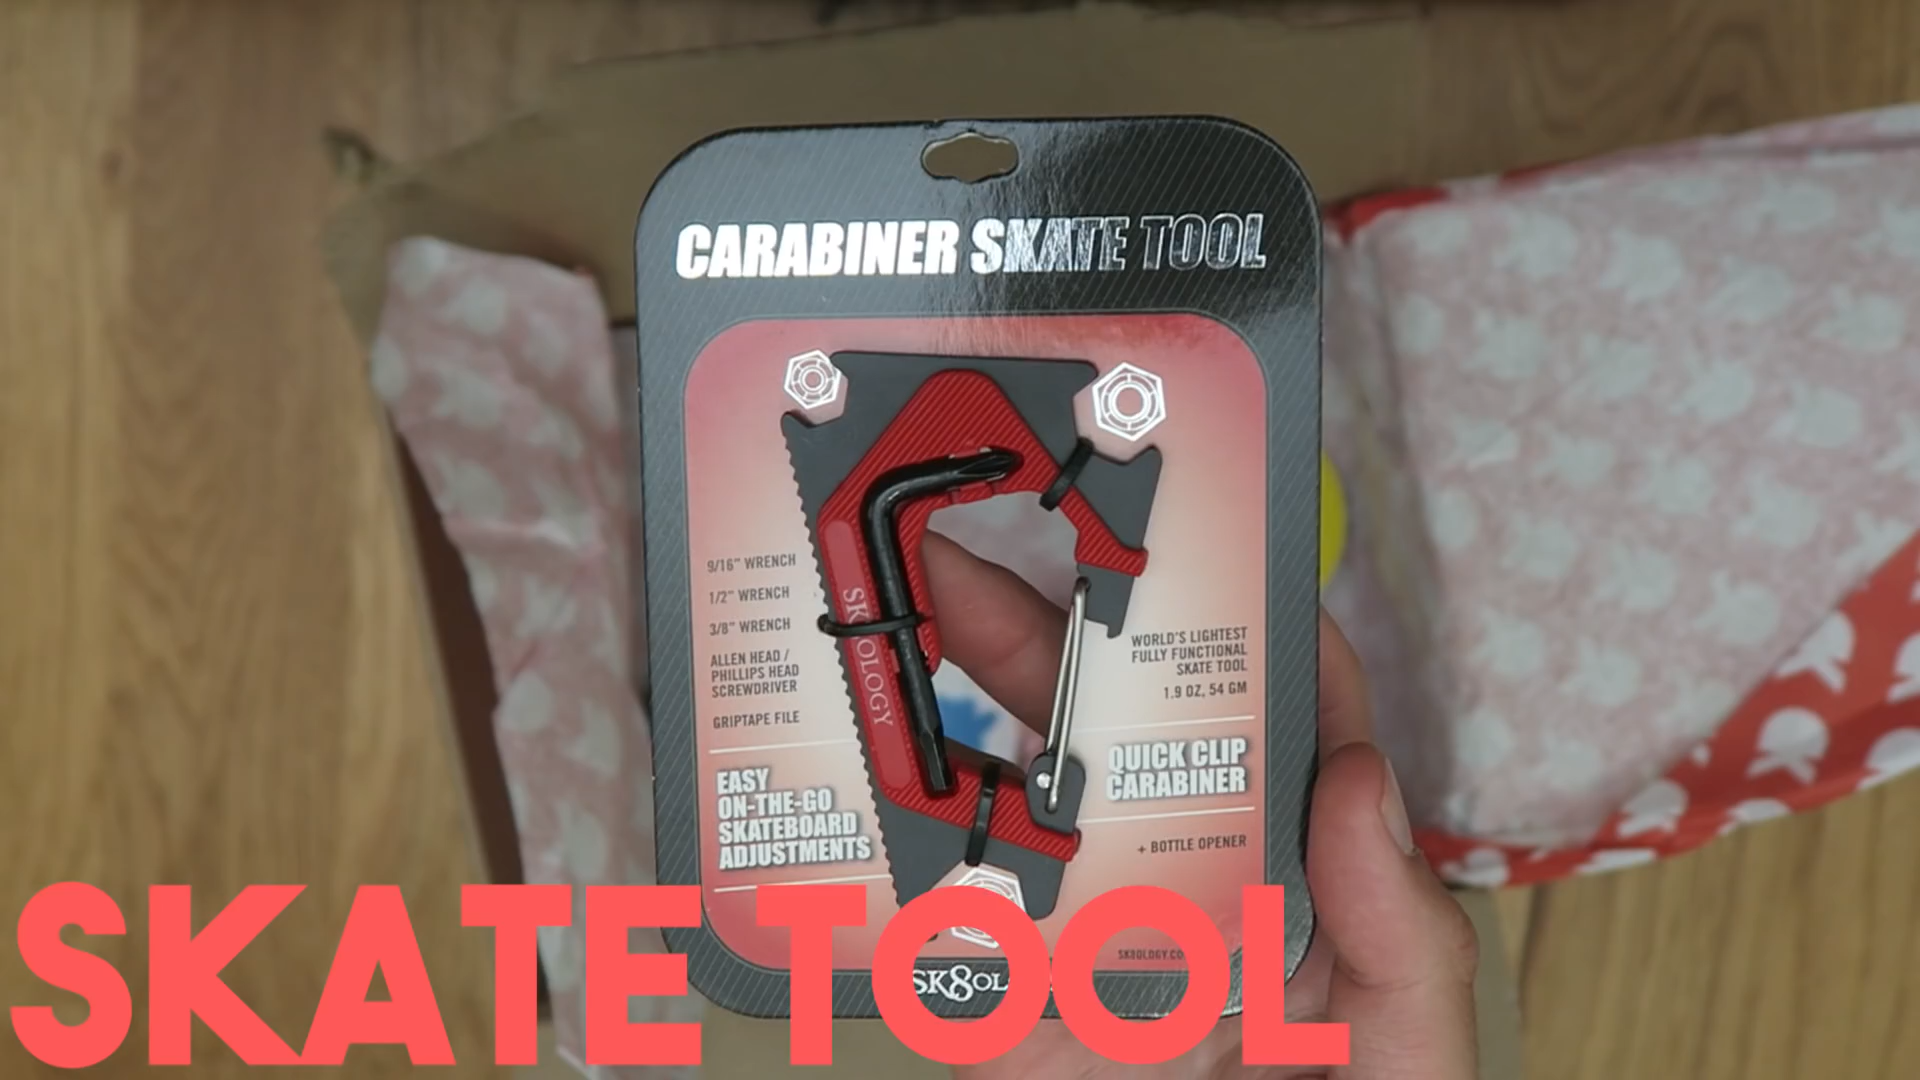 CARABINER SKATE TOOL
9/16" WRENCH
1/2" WRENCH
3/8" WRENCH
ALLEN HEAD /
PHILLIPS HEAD
SCREWDRIVER
GRIPTAPE FILE
EASY
ON-THE-GO
SKATEBOARD
ADJUSTMENTS
WORLD'S LIGHTEST
FULLY FUNCTIONAL
SKATE TOOL
1.9 OZ, 54 GM
QUICK CLIP
CARABINER
+ BOTTLE OPENER
SKATE TOOL